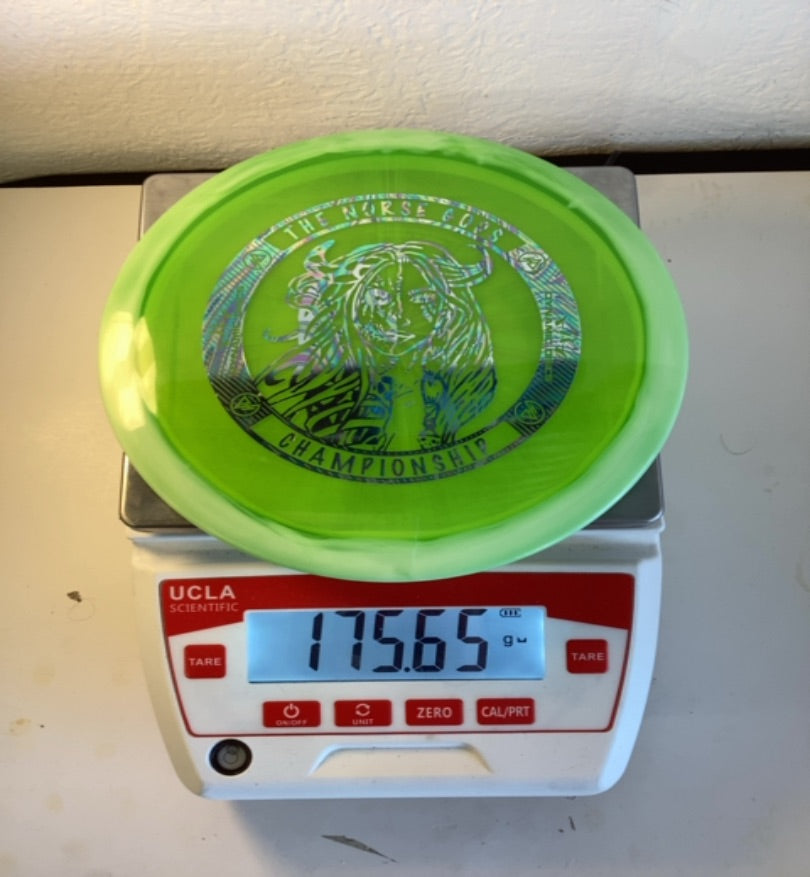 THE NORSE GODS
CHAMPIONSHIP
UCLA
SCIENTIFIC
175.65 g
TARE
TARE
ON/OFF
UNIT
ZERO
CAL/PRT